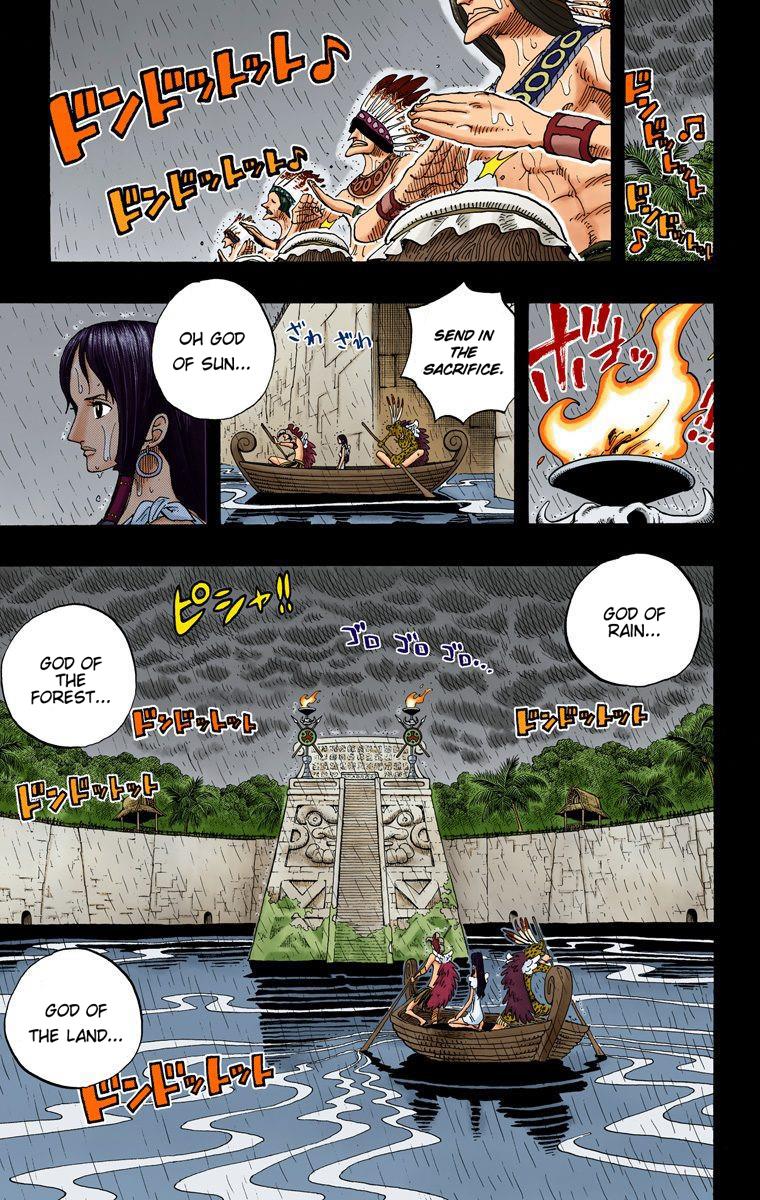 ドンドットット♪
ドンドットット♪
♫
ドンドットット
ドンドットット
♪
OH GOD
OF SUN...
ざわ ざわ
SEND IN
THE
SACRIFICE.
ボオッ!!
ピシャ!!
ゴロ ゴロ ゴロ...
GOD OF
RAIN...
GOD OF
THE
FOREST...
ドンドットット
ドンドットット
ドンドットット
GOD OF
THE LAND...
ドンドットット